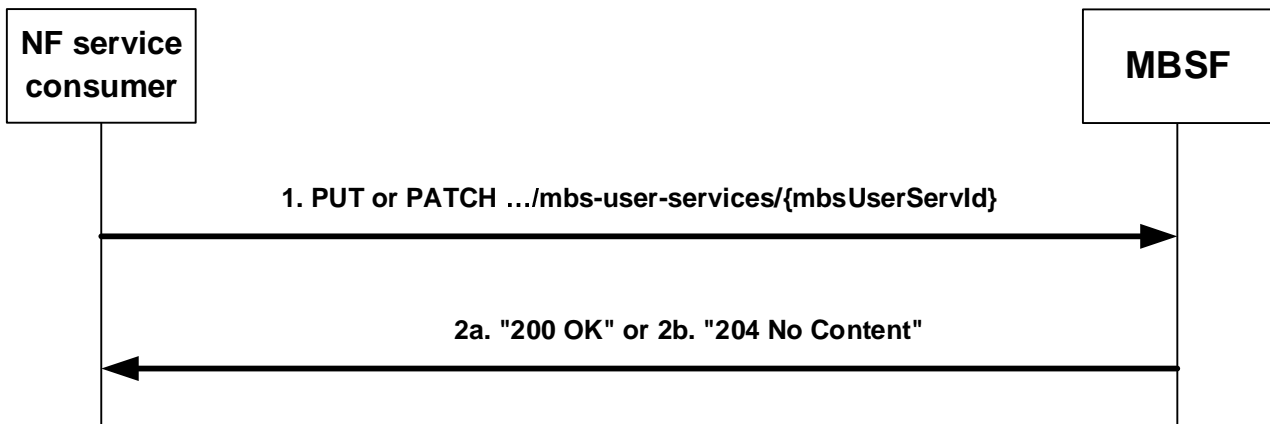 NF service
consumer
MBSF
1. PUT or PATCH …/mbs-user-services/{mbsUserServId}
2a. "200 OK" or 2b. "204 No Content"